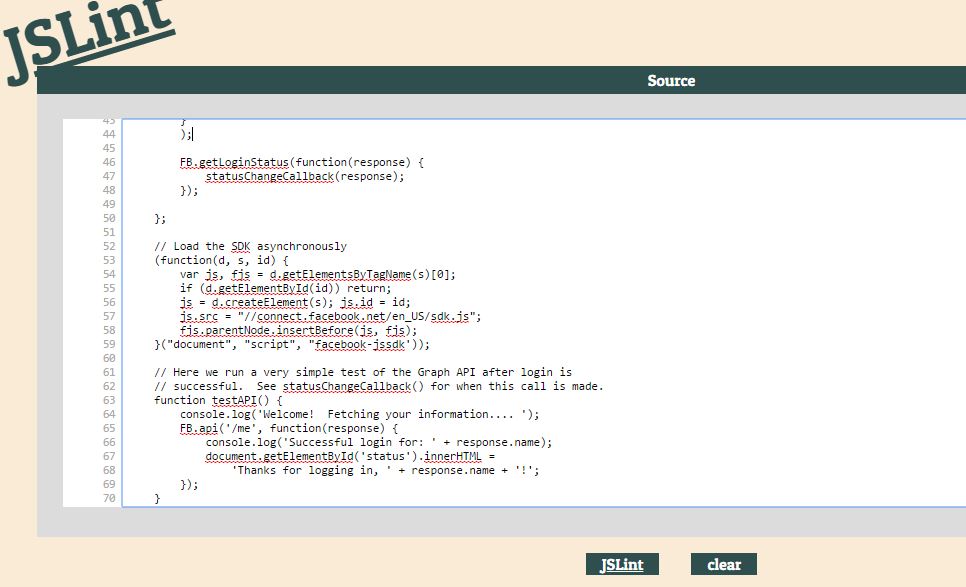 JSLint
Source
43 }
44 );
45
46 FB.getLoginStatus(function(response) {
47 statusChangeCallback(response);
48 });
49
50 };
51
52 // Load the SDK asynchronously
53 (function(d, s, id) {
54 var js, fjs = d.getElementsByTagName(s)[0];
55 if (d.getElementById(id)) return;
56 js = d.createElement(s); js.id = id;
57 js.src = "//connect.facebook.net/en_US/sdk.js";
58 fjs.parentNode.insertBefore(js, fjs);
59 }("document", "script", "facebook-jssdk'));
60
61 // Here we run a very simple test of the Graph API after login is
62 // successful.  See statusChangeCallback() for when this call is made.
63 function testAPI() {
64 console.log('Welcome!  Fetching your information.... ');
65 FB.api('/me', function(response) {
66 console.log('Successful login for: ' + response.name);
67 document.getElementById('status').innerHTML =
68 'Thanks for logging in, ' + response.name + '!';
69 });
70 }
JSLint clear